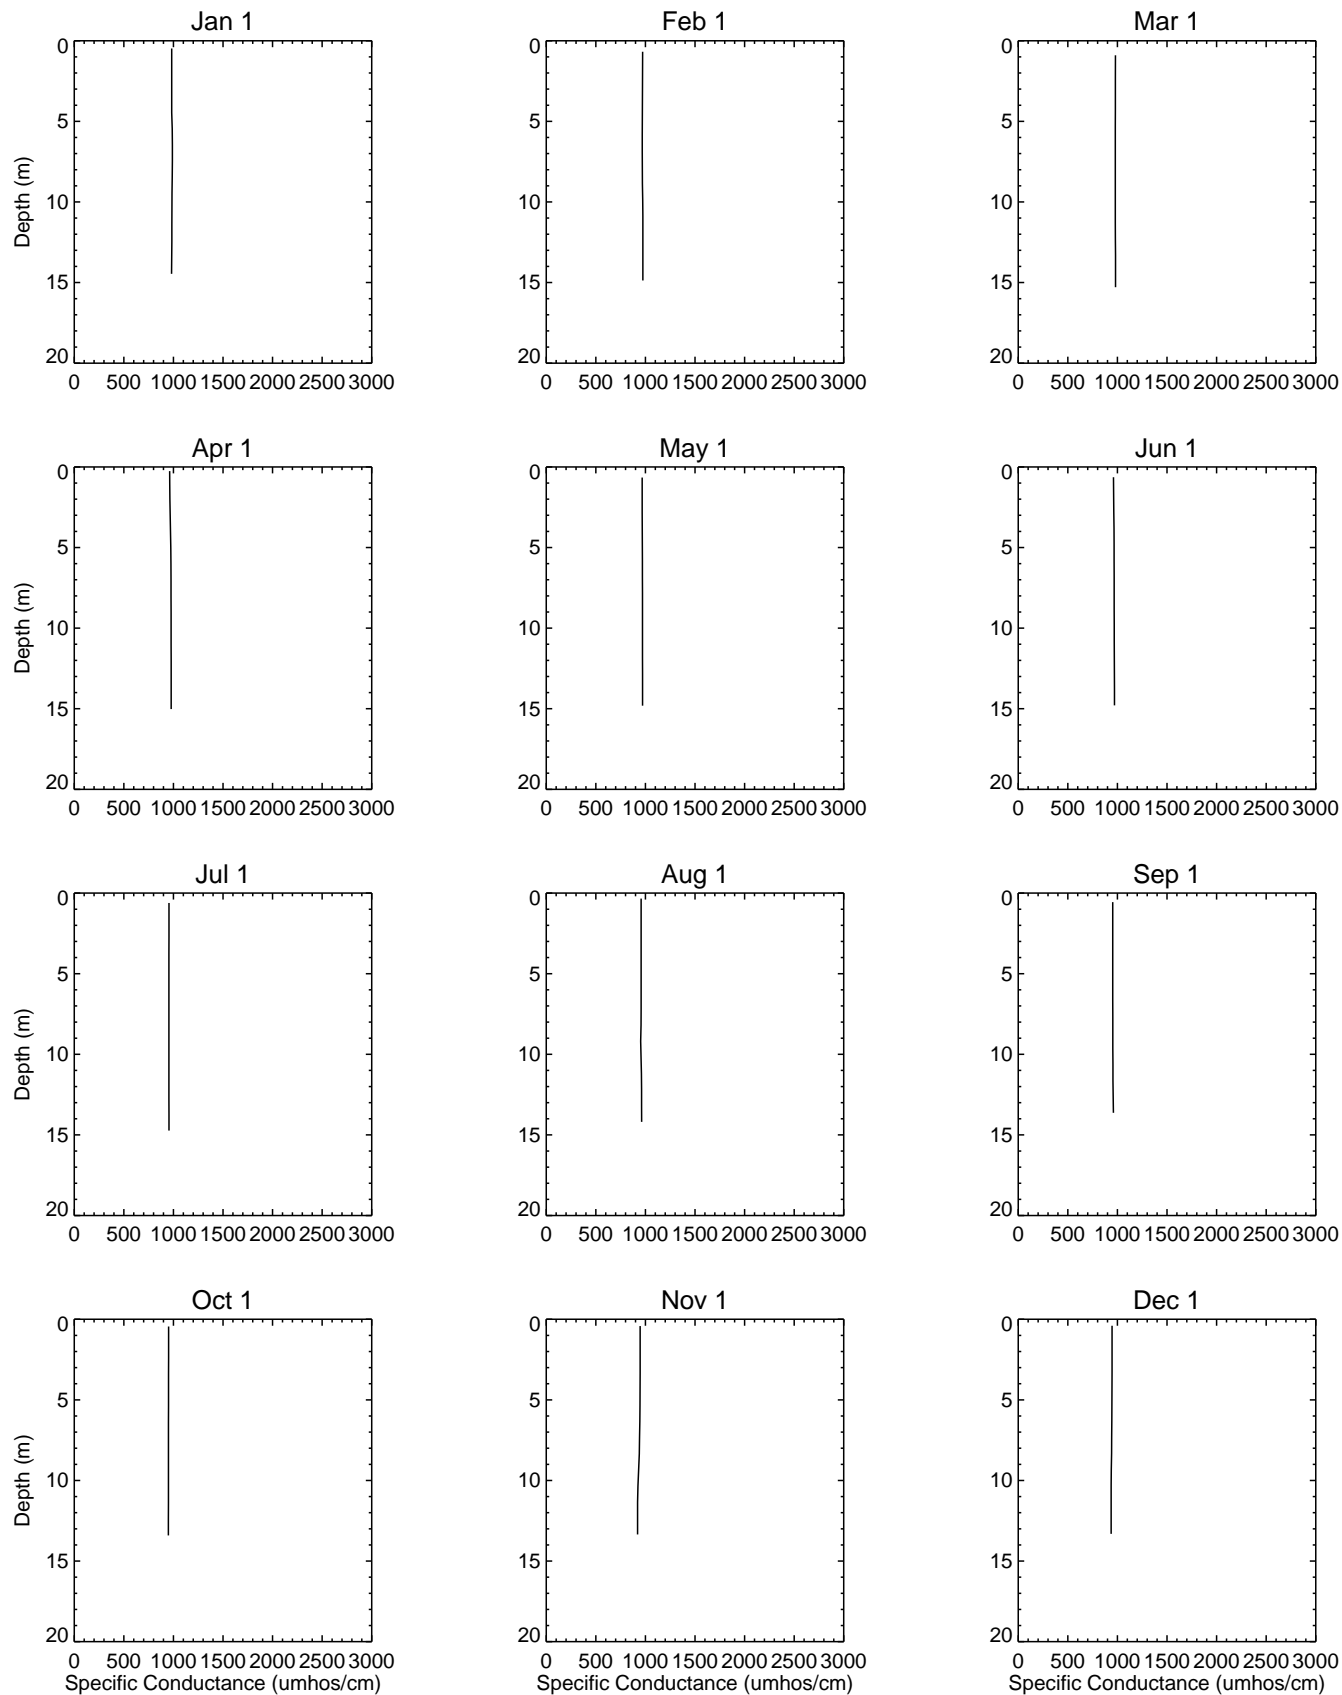 Jan 1 Feb 1 Mar 1
0 0 0
5 5 5
Depth (m)
10 10 10
15 15 15
20 20 20
0 500 1000 1500 2000 2500 3000 0 500 1000 1500 2000 2500 3000 0 500 1000 1500 2000 2500 3000
Apr 1 May 1 Jun 1
0 0 0
5 5 5
Depth (m)
10 10 10
15 15 15
20 20 20
0 500 1000 1500 2000 2500 3000 0 500 1000 1500 2000 2500 3000 0 500 1000 1500 2000 2500 3000
Jul 1 Aug 1 Sep 1
0 0 0
5 5 5
Depth (m)
10 10 10
15 15 15
20 20 20
0 500 1000 1500 2000 2500 3000 0 500 1000 1500 2000 2500 3000 0 500 1000 1500 2000 2500 3000
Oct 1 Nov 1 Dec 1
0 0 0
5 5 5
Depth (m)
10 10 10
15 15 15
20 20 20
0 500 1000 1500 2000 2500 3000 0 500 1000 1500 2000 2500 3000 0 500 1000 1500 2000 2500 3000
Specific Conductance (umhos/cm) Specific Conductance (umhos/cm) Specific Conductance (umhos/cm)